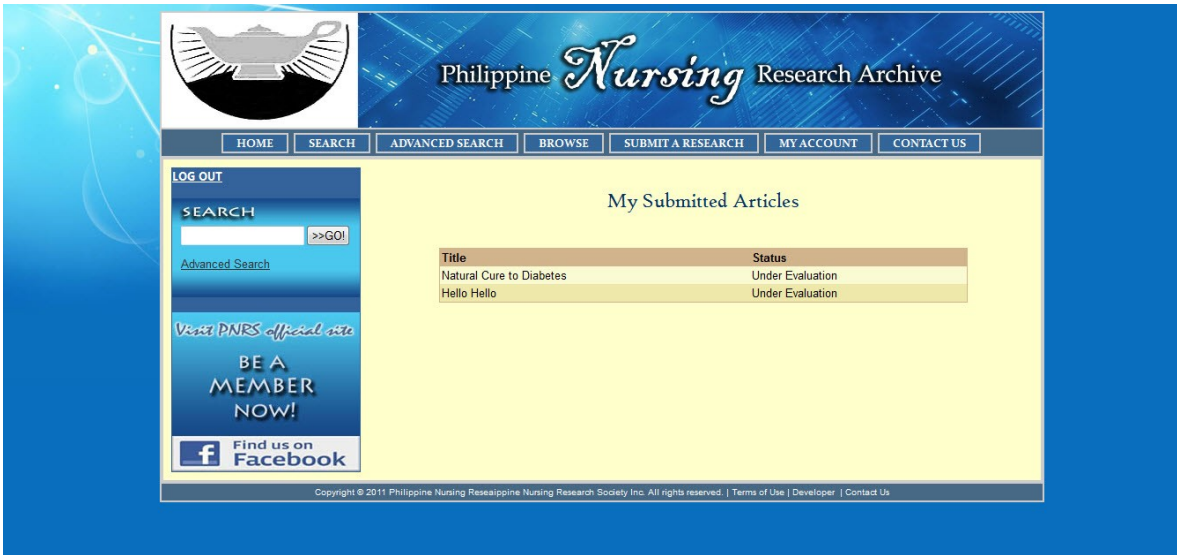 Philippine Nursing Research Archive
HOME SEARCH ADVANCED SEARCH BROWSE SUBMIT A RESEARCH MY ACCOUNT CONTACT US
LOG OUT
SEARCH
>>GO!
Advanced Search
Visit PNRS official site
BE A
MEMBER
NOW!
Find us on
Facebook
My Submitted Articles
Title Status
Natural Cure to Diabetes Under Evaluation
Hello Hello Under Evaluation
Copyright © 2011 Philippine Nursing Reseaippine Nursing Research Society Inc. All rights reserved. | Terms of Use | Developer | Contact Us